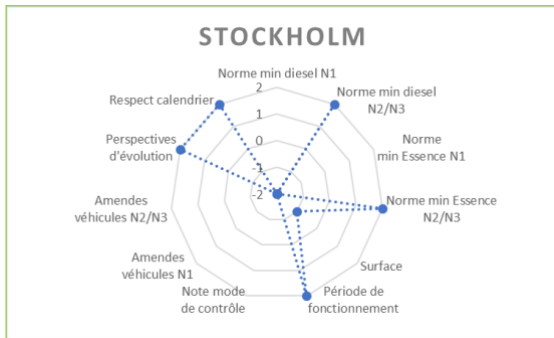 STOCKHOLM
Norme min diesel N1
2
Respect calendrier
Norme min diesel
N2/N3
1
Perspectives
d'évolution
0
Norme
min Essence N1
-1
-2
Amendes
véhicules N2/N3
Norme min Essence
N2/N3
Amendes
véhicules N1
Surface
Note mode
de contrôle
Période de
fonctionnement